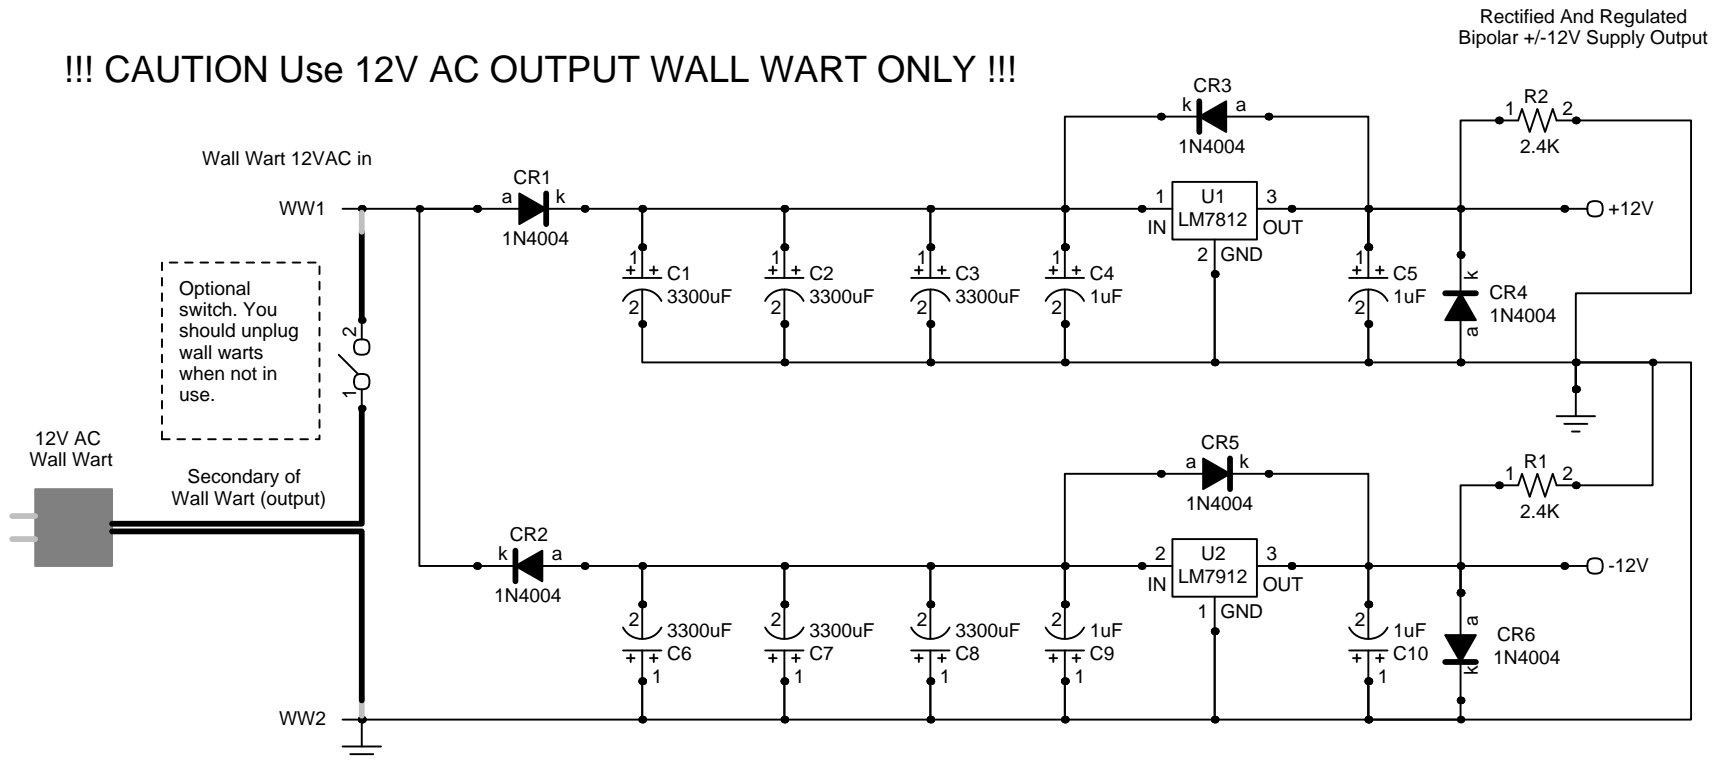 Rectified And Regulated
Bipolar +/-12V Supply Output
!!! CAUTION Use 12V AC OUTPUT WALL WART ONLY !!!
CR3
k a
1N4004
R2
1 2
2.4K
Wall Wart 12VAC in
CR1
a k
1N4004
WW1
1 U1 3
IN LM7812 OUT
2 GND
+12V
1 + + C1
2 3300uF
1 + + C2
2 3300uF
1 + + C3
2 3300uF
1 + + C4
2 1uF
1 + + C5
2 1uF
k
CR4
1N4004
a
Optional
switch. You
should unplug
wall warts
when not in
use.
2
1
12V AC
Wall Wart
Secondary of
Wall Wart (output)
CR5
a k
1N4004
R1
1 2
2.4K
CR2
k a
1N4004
2 U2 3
IN LM7912 OUT
1 GND
-12V
2 3300uF
+ + C6
1
2 3300uF
+ + C7
1
2 3300uF
+ + C8
1
2 1uF
+ + C9
1
2 1uF
+ + C10
1
a
CR6
1N4004
k
WW2